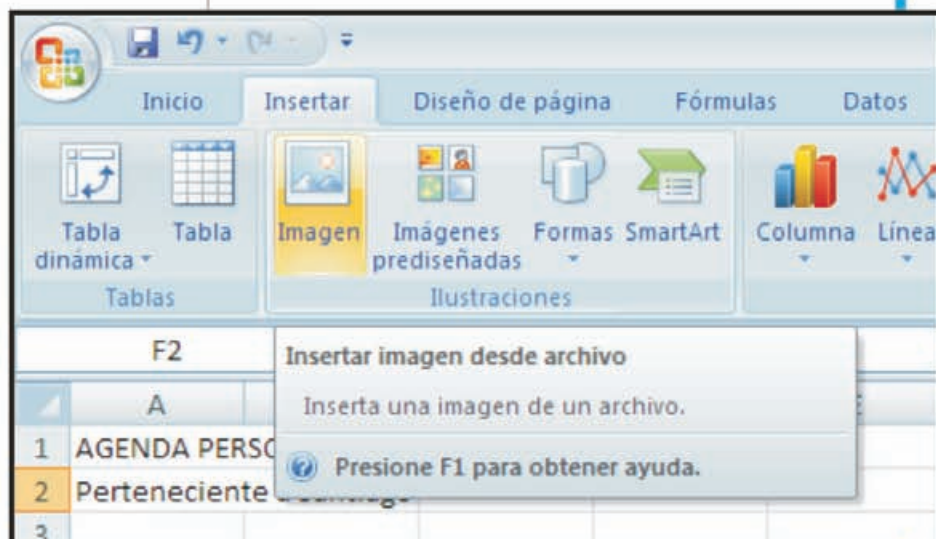 Inicio Insertar Diseño de página Fórmulas Datos
Tabla dinámica Tabla Imagen Imágenes prediseñadas Formas SmartArt Columna Línea
Tablas Ilustraciones
F2
Insertar imagen desde archivo
Inserta una imagen de un archivo.
Presione F1 para obtener ayuda.
A
1 AGENDA PERSO
2 Perteneciente a Santiago
3